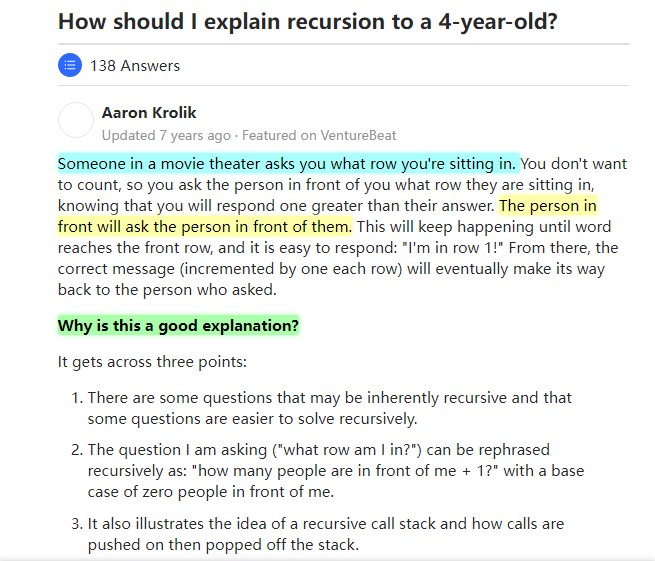 How should I explain recursion to a 4-year-old?
138 Answers
Aaron Krolik
Updated 7 years ago · Featured on VentureBeat
Someone in a movie theater asks you what row you're sitting in. You don't want
to count, so you ask the person in front of you what row they are sitting in,
knowing that you will respond one greater than their answer. The person in
front will ask the person in front of them. This will keep happening until word
reaches the front row, and it is easy to respond: "I'm in row 1!" From there, the
correct message (incremented by one each row) will eventually make its way
back to the person who asked.
Why is this a good explanation?
It gets across three points:
1. There are some questions that may be inherently recursive and that
some questions are easier to solve recursively.
2. The question I am asking ("what row am I in?") can be rephrased
recursively as: "how many people are in front of me + 1?" with a base
case of zero people in front of me.
3. It also illustrates the idea of a recursive call stack and how calls are
pushed on then popped off the stack.